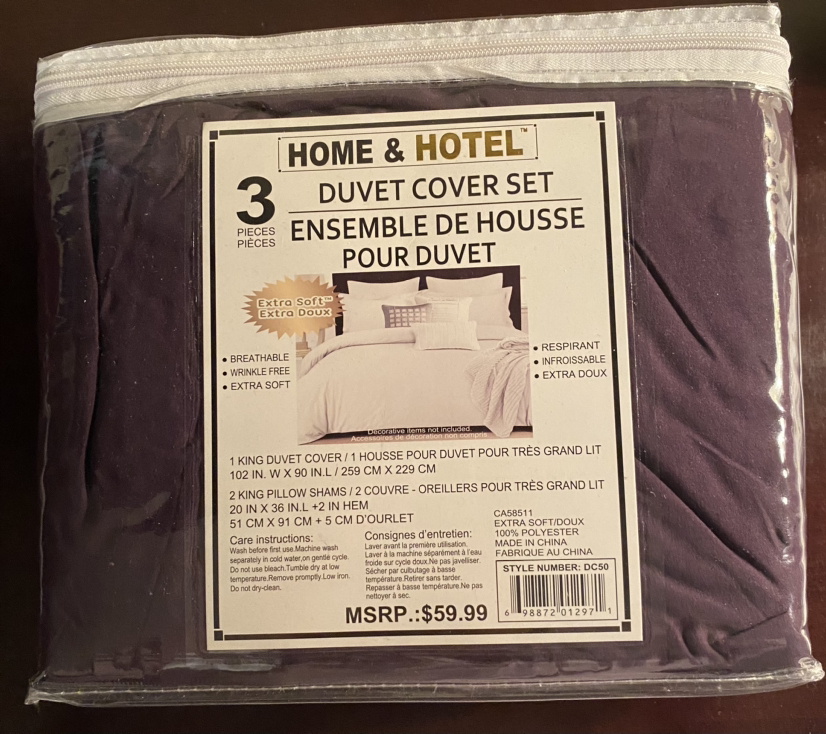 HOME & HOTEL™
3
PIECES
PIÈCES
DUVET COVER SET
ENSEMBLE DE HOUSSE
POUR DUVET
Extra Soft™
Extra Doux
• BREATHABLE
• WRINKLE FREE
• EXTRA SOFT
• RESPIRANT
• INFROISSABLE
• EXTRA DOUX
Decorative items not included.
Accessoires de décoration non compris.
1 KING DUVET COVER / 1 HOUSSE POUR DUVET POUR TRÈS GRAND LIT
102 IN. W X 90 IN.L / 259 CM X 229 CM
2 KING PILLOW SHAMS / 2 COUVRE - OREILLERS POUR TRÈS GRAND LIT
20 IN X 36 IN.L +2 IN HEM
51 CM X 91 CM + 5 CM D'OURLET
Care instructions:
Wash before first use.Machine wash
separately in cold water,on gentle cycle.
Do not use bleach.Tumble dry at low
temperature.Remove promptly.Low iron.
Do not dry-clean.
Consignes d'entretien:
Laver avant la première utilisation.
Laver à la machine séparément à l'eau
froide sur cycle doux.Ne pas javelliser.
Sécher par culbutage à basse
température.Retirer sans tarder.
Repasser à basse température.Ne pas
nettoyer à sec.
CA58511
EXTRA SOFT/DOUX
100% POLYESTER
MADE IN CHINA
FABRIQUE AU CHINA
STYLE NUMBER: DC50
6 98872 01297 1
MSRP.:$59.99